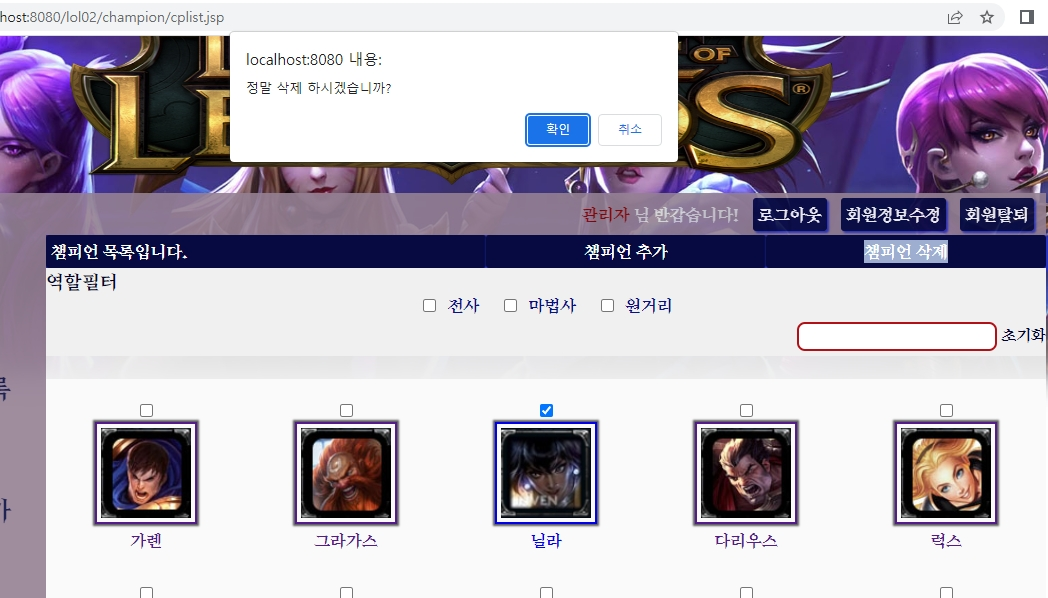 host:8080/lol02/champion/cplist.jsp
localhost:8080 내용:
정말 삭제 하시겠습니까?
확인 취소
OF
관리자 님 반갑습니다! 로그아웃 회원정보수정 회원탈퇴
챔피언 목록입니다. 챔피언 추가 챔피언 삭제
역할필터
전사 마법사 원거리
초기화
가렌 그라가스 닐라 다리우스 럭스